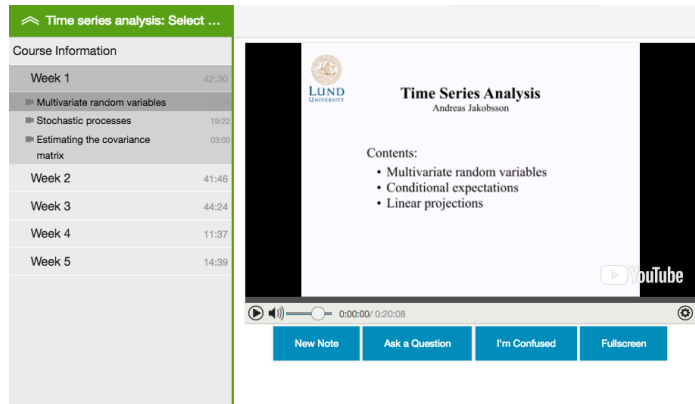 Time series analysis: Select ...
Course Information
Week 1 42:30
Multivariate random variables
Stochastic processes 19:22
Estimating the covariance 03:00
matrix
Week 2 41:46
Week 3 44:24
Week 4 11:37
Week 5 14:39
LUND
UNIVERSITY
Time Series Analysis
Andreas Jakobsson
Contents:
• Multivariate random variables
• Conditional expectations
• Linear projections
YouTube
0:00:00/ 0:20:08
New Note
Ask a Question
I'm Confused
Fullscreen